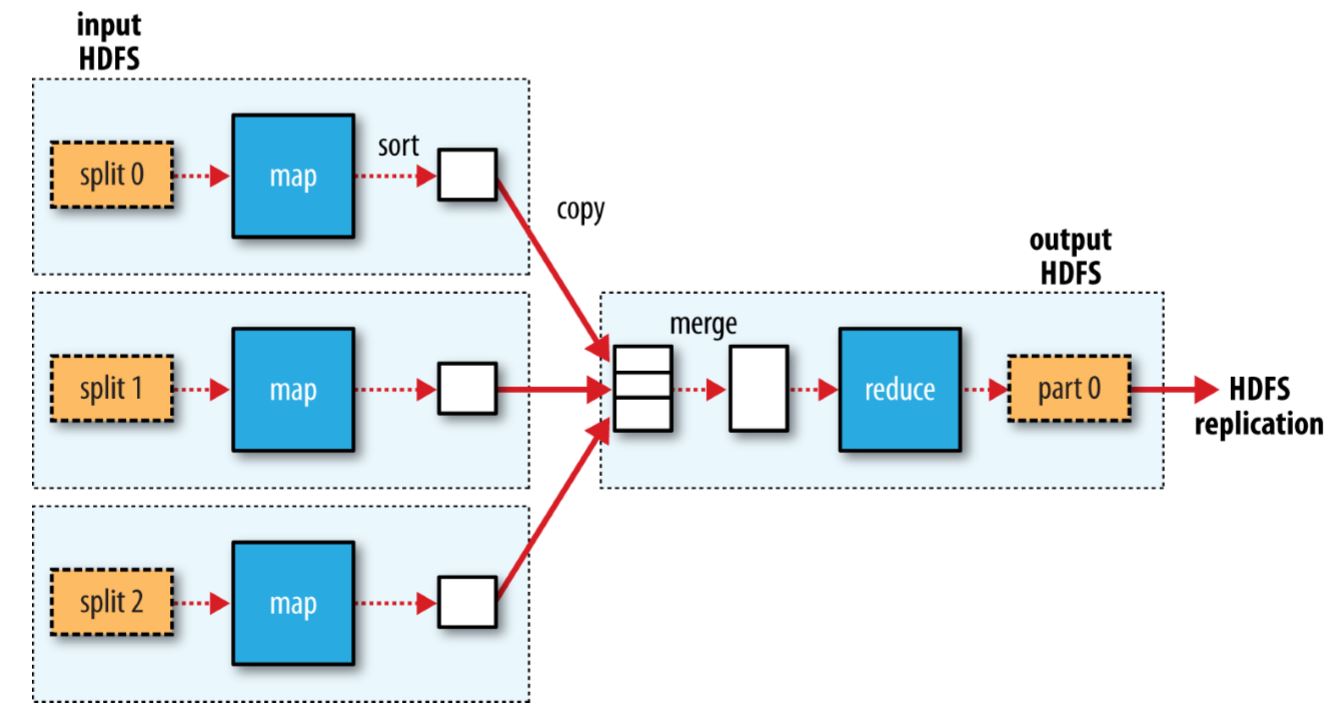 input
HDFS
split 0
map
sort
copy
split 1
map
merge
reduce
output
HDFS
part 0
HDFS
replication
split 2
map